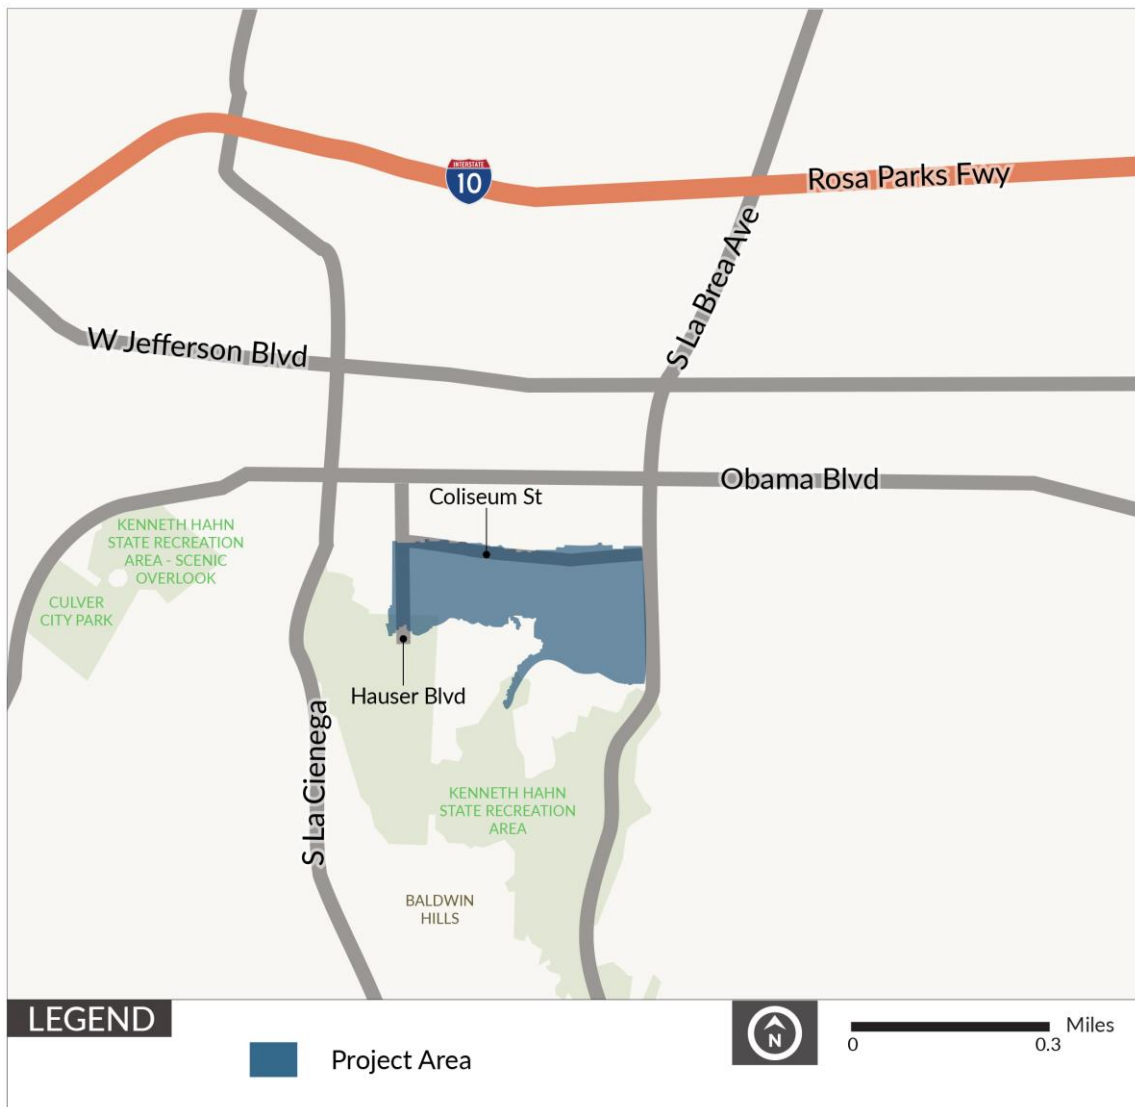 INTERSTATE
10
Rosa Parks Fwy
S La Brea Ave
W Jefferson Blvd
Obama Blvd
Coliseum St
KENNETH HAHN
STATE RECREATION
AREA - SCENIC
OVERLOOK
CULVER
CITY PARK
Hauser Blvd
S La Cienega
KENNETH HAHN
STATE RECREATION
AREA
BALDWIN
HILLS
LEGEND
N
Miles
0 0.3
Project Area